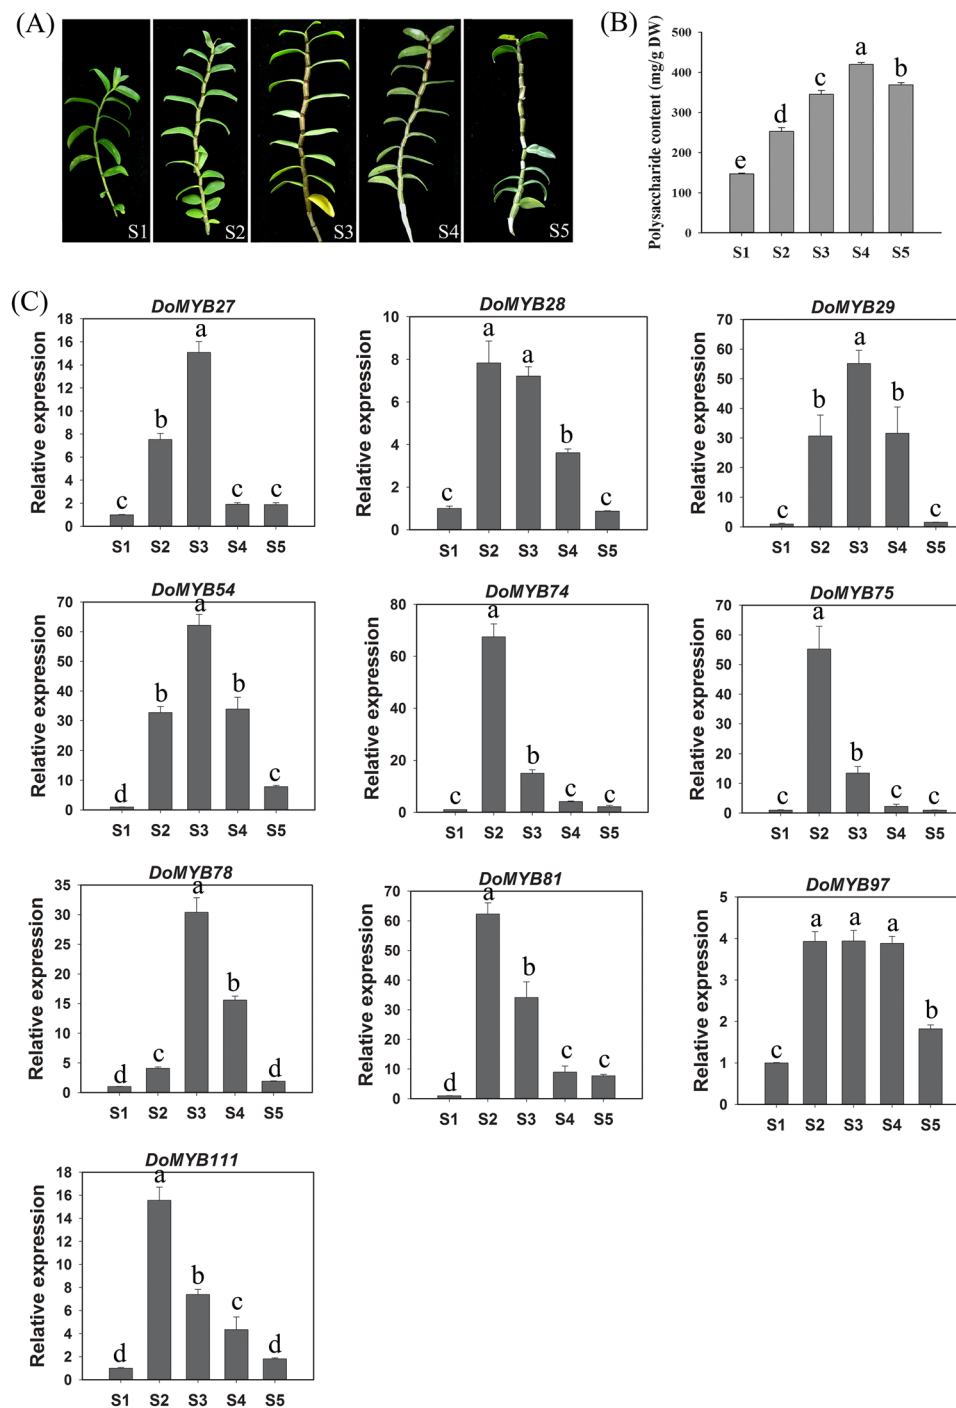 (A)
S1 S2 S3 S4 S5
(B)
Polysaccharide content (mg/g DW)
500
400
300
200
100
0
e d c a b
S1 S2 S3 S4 S5
(C)
DoMYB27
Relative expression
18
16
14
12
10
8
6
4
2
0
c b a c c
S1 S2 S3 S4 S5
DoMYB28
Relative expression
10
8
6
4
2
0
c a a b c
S1 S2 S3 S4 S5
DoMYB29
Relative expression
70
60
50
40
30
20
10
0
c b a b c
S1 S2 S3 S4 S5
DoMYB54
Relative expression
70
60
50
40
30
20
10
0
d b a b c
S1 S2 S3 S4 S5
DoMYB74
Relative expression
80
60
40
20
0
c a b c c
S1 S2 S3 S4 S5
DoMYB75
Relative expression
70
60
50
40
30
20
10
0
c a b c c
S1 S2 S3 S4 S5
DoMYB78
Relative expression
35
30
25
20
15
10
5
0
d c a b d
S1 S2 S3 S4 S5
DoMYB81
Relative expression
70
60
50
40
30
20
10
0
d a b c c
S1 S2 S3 S4 S5
DoMYB97
Relative expression
5
4
3
2
1
0
c a a a b
S1 S2 S3 S4 S5
DoMYB111
Relative expression
18
16
14
12
10
8
6
4
2
0
d a b c d
S1 S2 S3 S4 S5